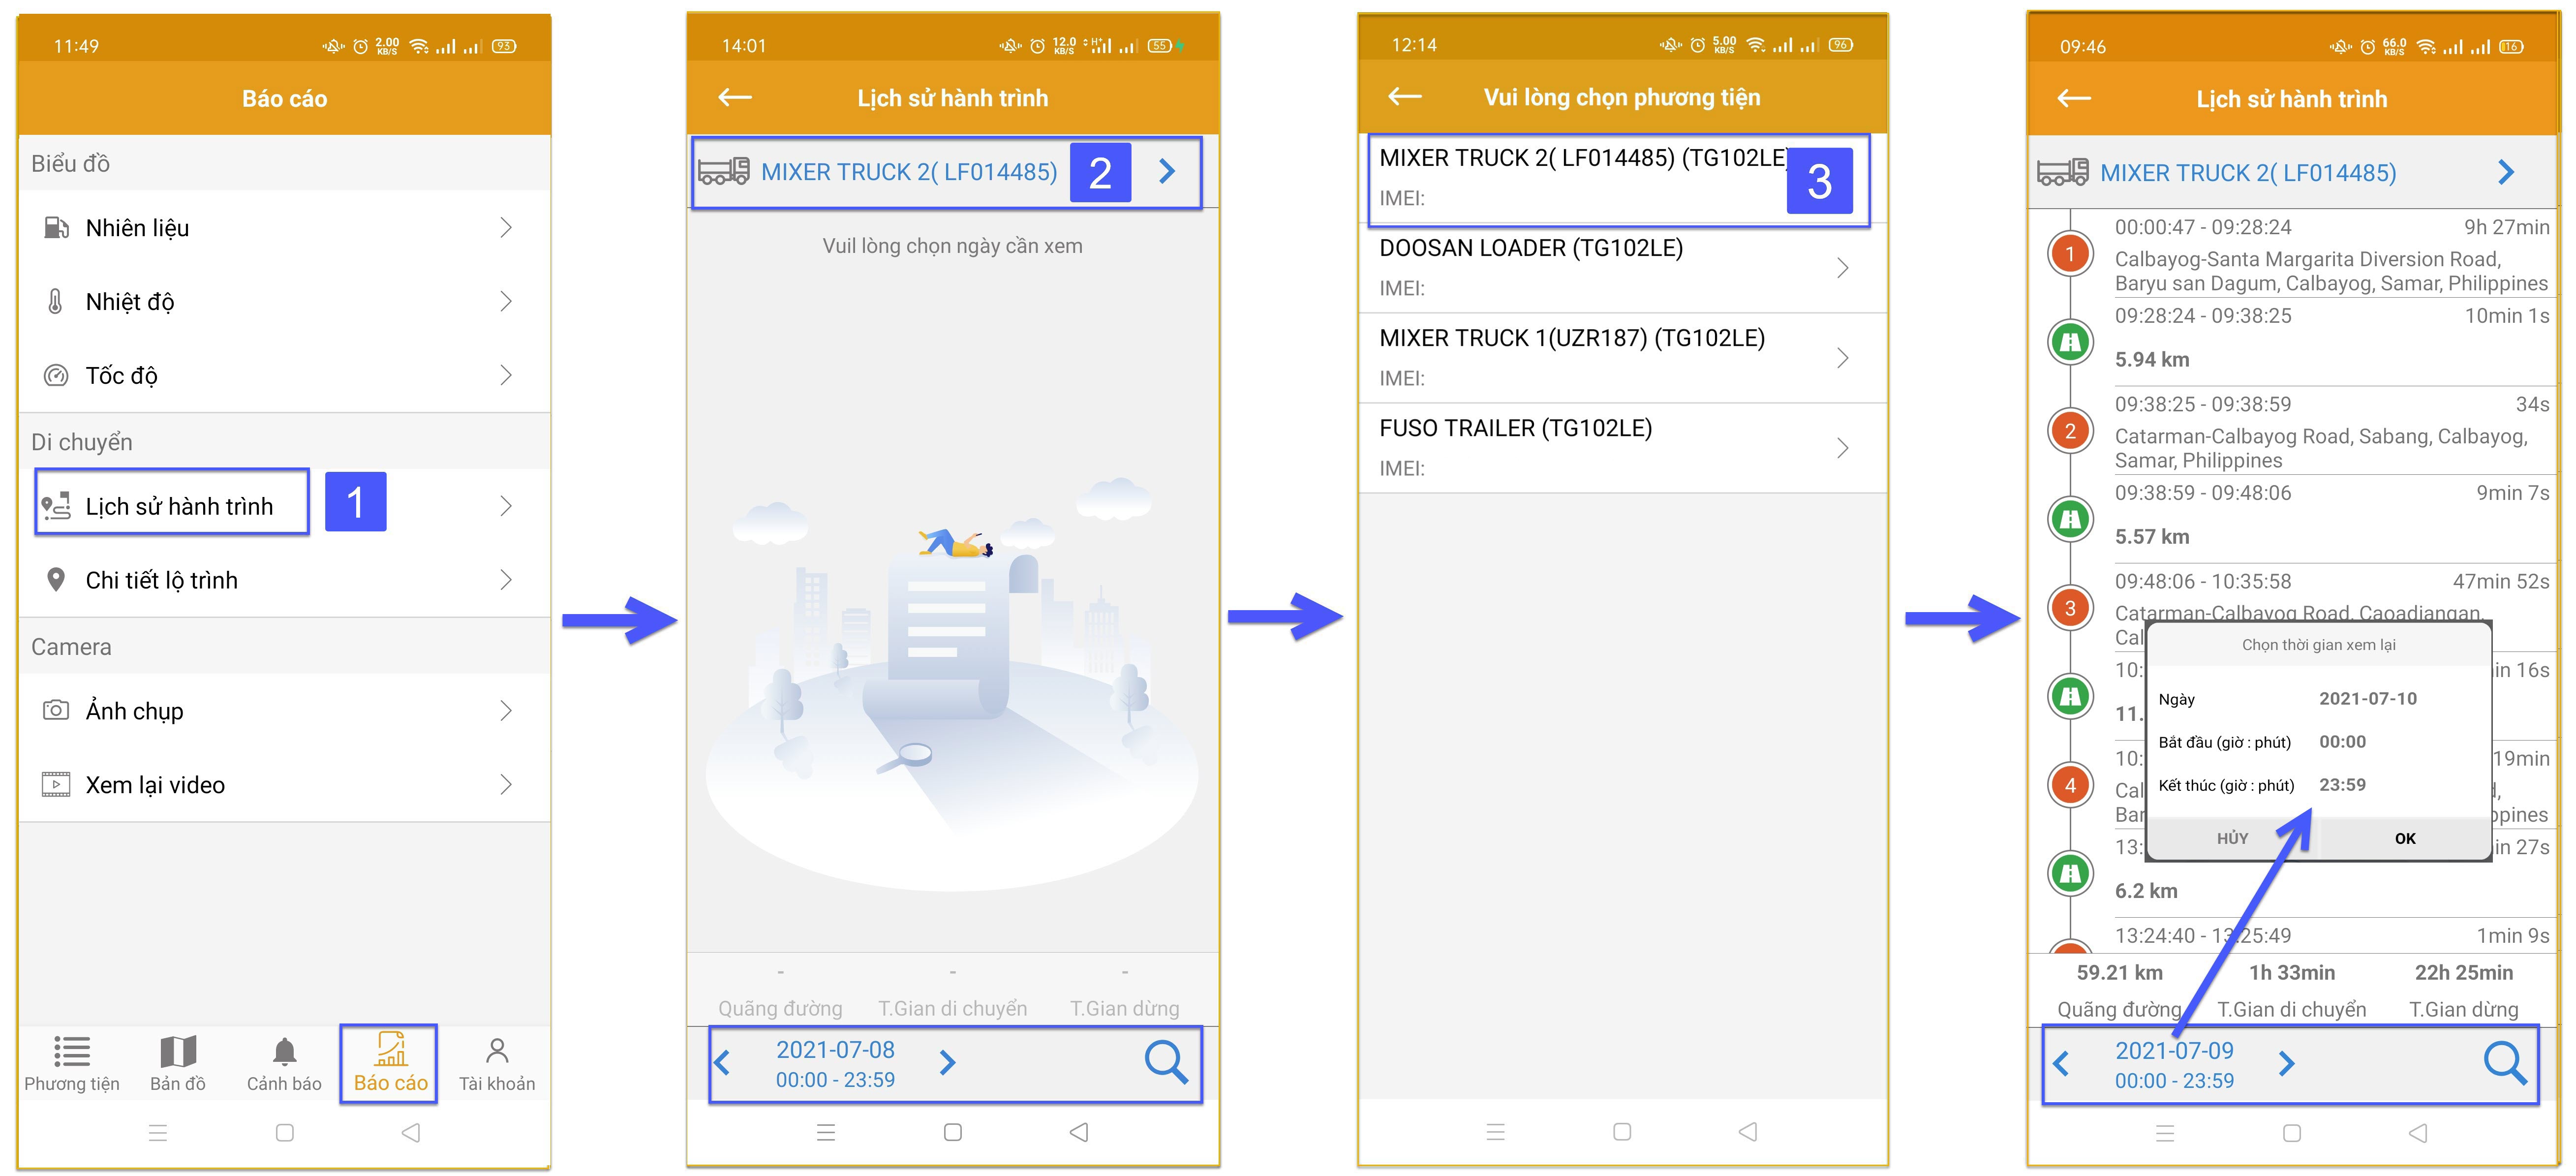 11:49
2.00
KB/S
93
Báo cáo
Biểu đồ
Nhiên liệu
Nhiệt độ
Tốc độ
Di chuyển
Lịch sử hành trình
1
Chi tiết lộ trình
Camera
Ảnh chụp
Xem lại video
Phương tiện
Bản đồ
Cảnh báo
Báo cáo
Tài khoản
14:01
12.0
KB/S
H+
55
Lịch sử hành trình
MIXER TRUCK 2( LF014485)
2
Vuil lòng chọn ngày cần xem
- - -
Quãng đường T.Gian di chuyển T.Gian dừng
2021-07-08
00:00 - 23:59
12:14
5.00
KB/S
96
Vui lòng chọn phương tiện
MIXER TRUCK 2( LF014485) (TG102LE)
IMEI:
3
DOOSAN LOADER (TG102LE)
IMEI:
MIXER TRUCK 1(UZR187) (TG102LE)
IMEI:
FUSO TRAILER (TG102LE)
IMEI:
09:46
66.0
KB/S
16
Lịch sử hành trình
MIXER TRUCK 2( LF014485)
00:00:47 - 09:28:24 9h 27min
1
Calbayog-Santa Margarita Diversion Road,
Baryu san Dagum, Calbayog, Samar, Philippines
09:28:24 - 09:38:25 10min 1s
5.94 km
09:38:25 - 09:38:59 34s
2
Catarman-Calbayog Road, Sabang, Calbayog,
Samar, Philippines
09:38:59 - 09:48:06 9min 7s
5.57 km
09:48:06 - 10:35:58 47min 52s
3
Catarman-Calbayog Road, Caoadiangan,
Cal
10: in 16s
11.
10: 19min
4
Cal d,
Bar ppines
13: in 27s
6.2 km
Chọn thời gian xem lại
Ngày 2021-07-10
Bắt đầu (giờ : phút) 00:00
Kết thúc (giờ : phút) 23:59
HỦY OK
13:24:40 - 13:25:49 1min 9s
59.21 km 1h 33min 22h 25min
Quãng đường T.Gian di chuyển T.Gian dừng
2021-07-09
00:00 - 23:59